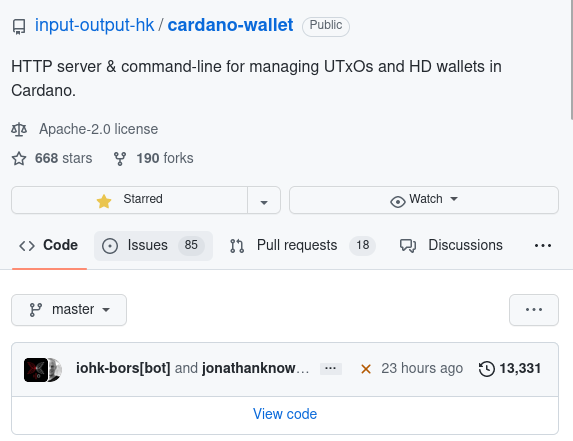 input-output-hk / cardano-wallet Public
HTTP server & command-line for managing UTxOs and HD wallets in
Cardano.
Apache-2.0 license
668 stars 190 forks
Starred Watch
Code Issues 85 Pull requests 18 Discussions ...
master ...
iohk-bors[bot] and jonathanknow... ... 23 hours ago 13,331
View code